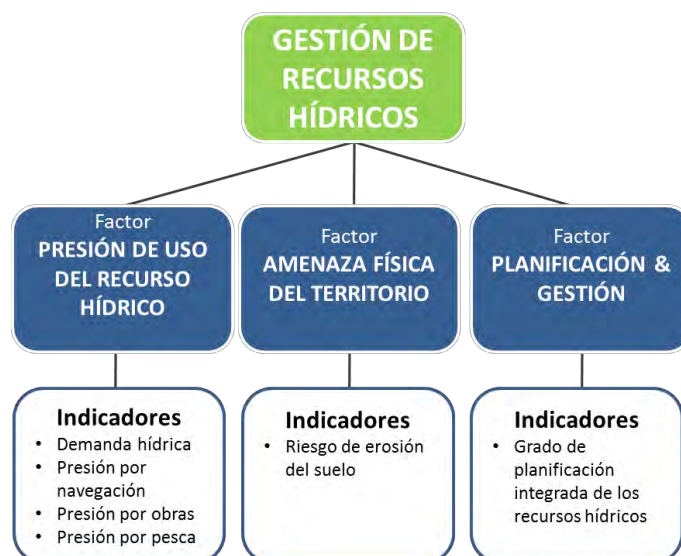 GESTIÓN DE
RECURSOS
HÍDRICOS
Factor
PRESIÓN DE USO
DEL RECURSO
HÍDRICO
Factor
AMENAZA FÍSICA
DEL TERRITORIO
Factor
PLANIFICACIÓN &
GESTIÓN
Indicadores
• Demanda hídrica
• Presión por
navegación
• Presión por obras
• Presión por pesca
Indicadores
• Riesgo de erosión
del suelo
Indicadores
• Grado de
planificación
integrada de los
recursos hídricos